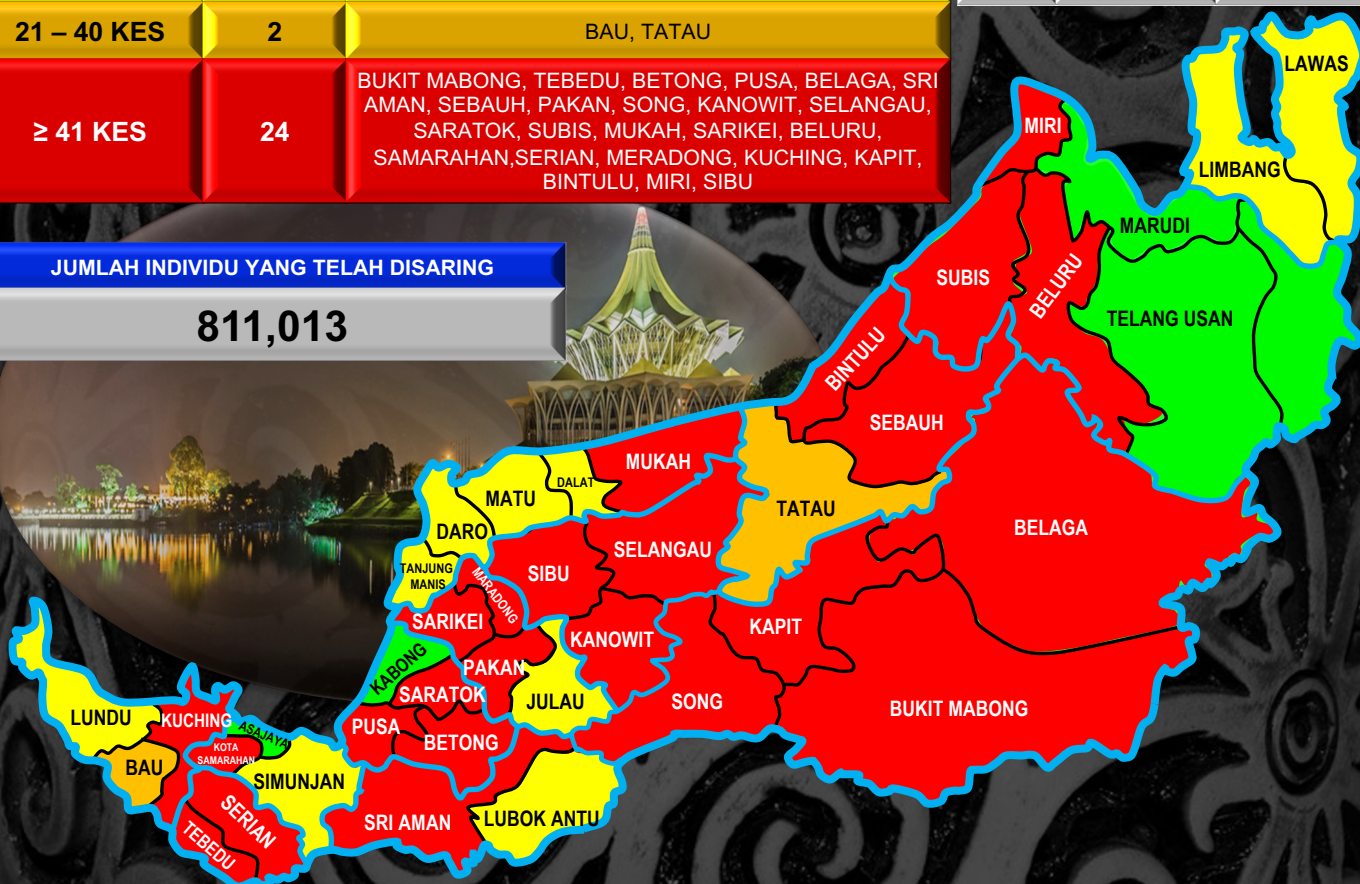 21 – 40 KES 2 BAU, TATAU
≥ 41 KES 24
BUKIT MABONG, TEBEDU, BETONG, PUSA, BELAGA, SRI
AMAN, SEBAUH, PAKAN, SONG, KANOWIT, SELANGAU,
SARATOK, SUBIS, MUKAH, SARIKEI, BELURU,
SAMARAHAN,SERIAN, MERADONG, KUCHING, KAPIT,
BINTULU, MIRI, SIBU
JUMLAH INDIVIDU YANG TELAH DISARING
811,013
LAWAS
MIRI
LIMBANG
MARUDI
SUBIS
BELURU
TELANG USAN
BINTULU
SEBAUH
MUKAH
DALAT
MATU
TATAU
DARO
BELAGA
SELANGAU
TANJUNG
MANIS
SIBU
MARADONG
SARIKEI
KAPIT
KANOWIT
KABONG
PAKAN
SARATOK
JULAU
SONG
BUKIT MABONG
LUNDU
KUCHING
PUSA
ASAJAYA
BETONG
KOTA
SAMARAHAN
BAU
SIMUNJAN
SERIAN
SRI AMAN
LUBOK ANTU
TEBEDU